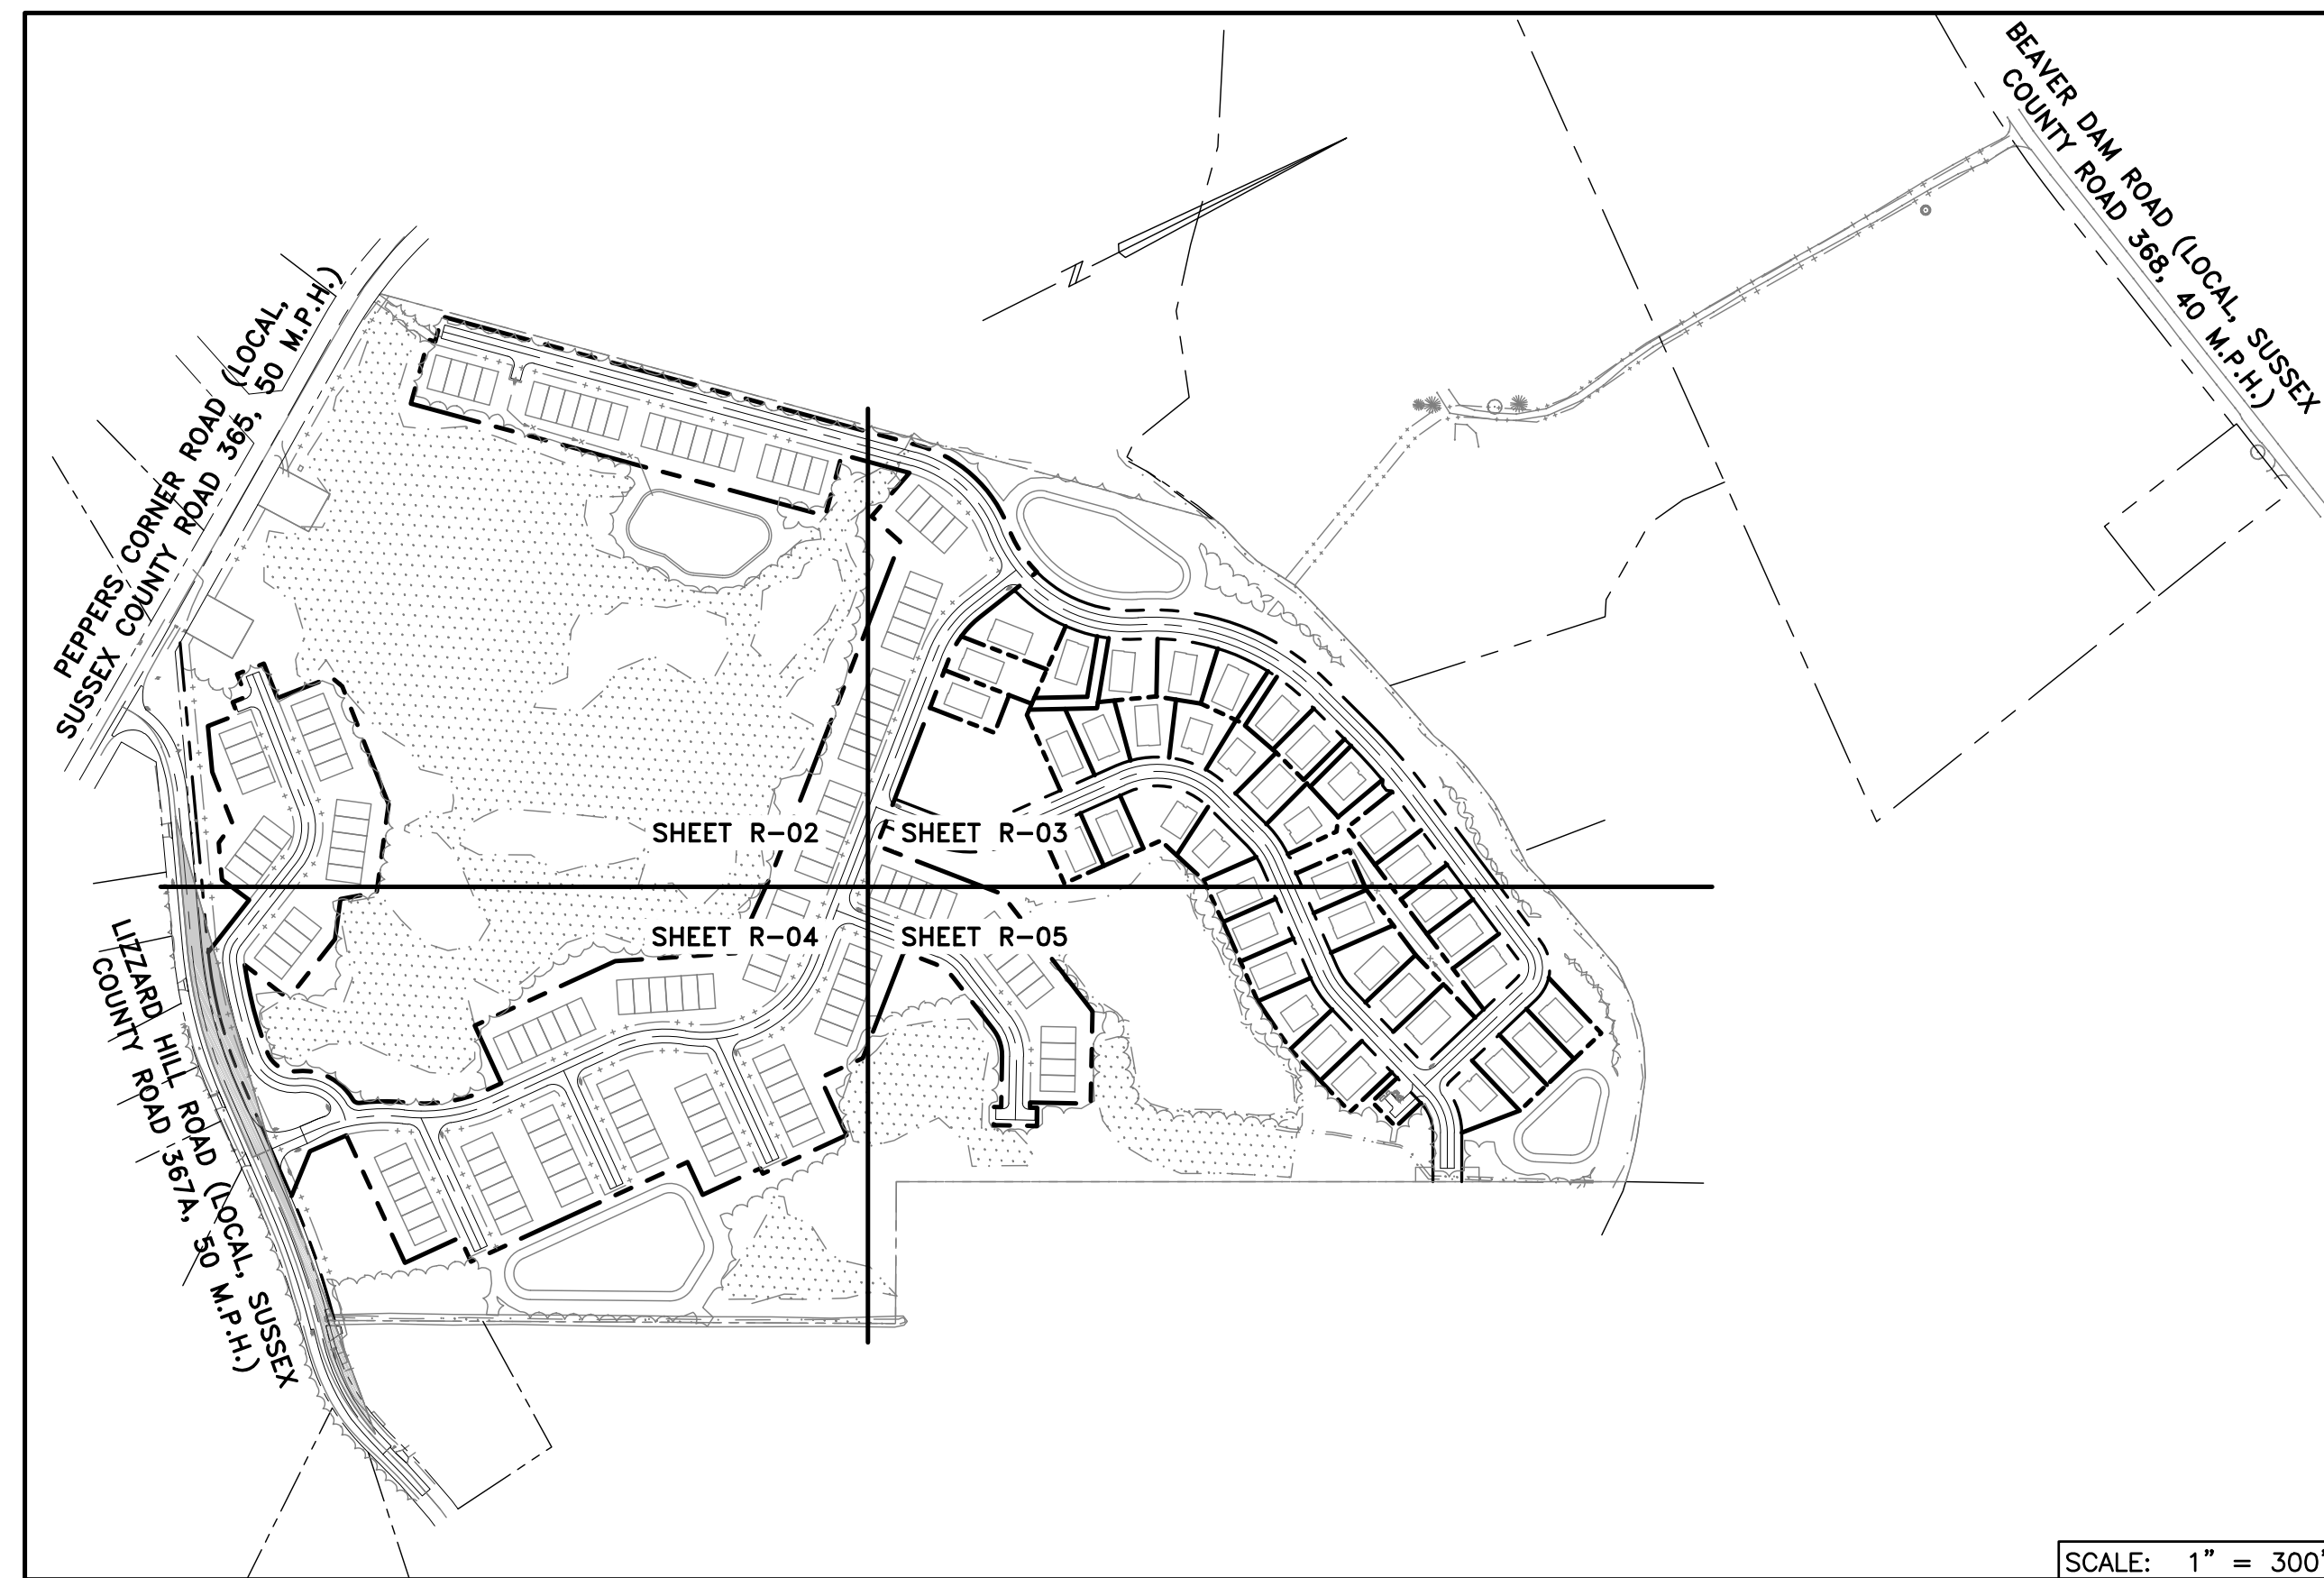 BEAVER DAM ROAD (LOCAL, SUSSEX
COUNTY ROAD 368, 40 M.P.H.)
N
PEPPERS CORNER ROAD (LOCAL,
SUSSEX COUNTY ROAD 365, 50 M.P.H.)
SHEET R-02
SHEET R-03
SHEET R-04
SHEET R-05
LIZZARD HILL ROAD (LOCAL, SUSSEX
COUNTY ROAD 367A, 50 M.P.H.)
SCALE: 1" = 300'